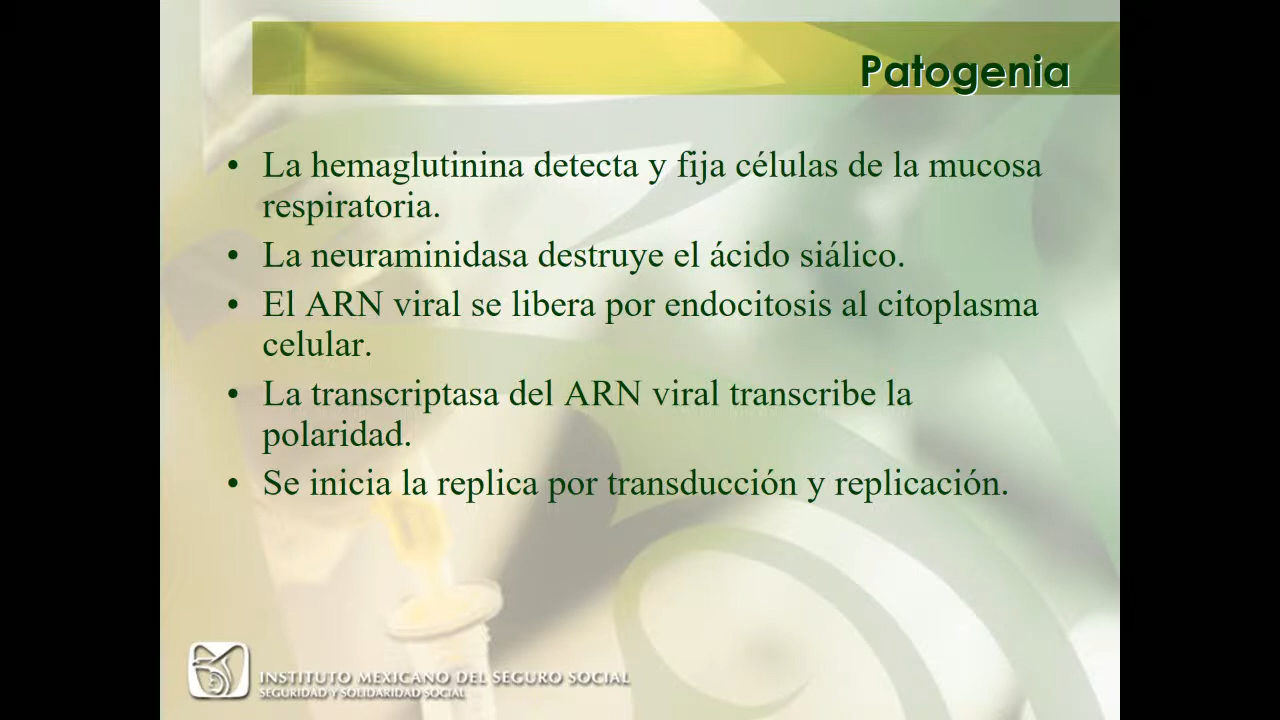 Patogenia
• La hemaglutinina detecta y fija células de la mucosa
respiratoria.
• La neuraminidasa destruye el ácido siálico.
• El ARN viral se libera por endocitosis al citoplasma
celular.
• La transcriptasa del ARN viral transcribe la
polaridad.
• Se inicia la replica por transducción y replicación.
INSTITUTO MEXICANO DEL SEGURO SOCIAL
SEGURIDAD Y SOLIDARIDAD SOCIAL